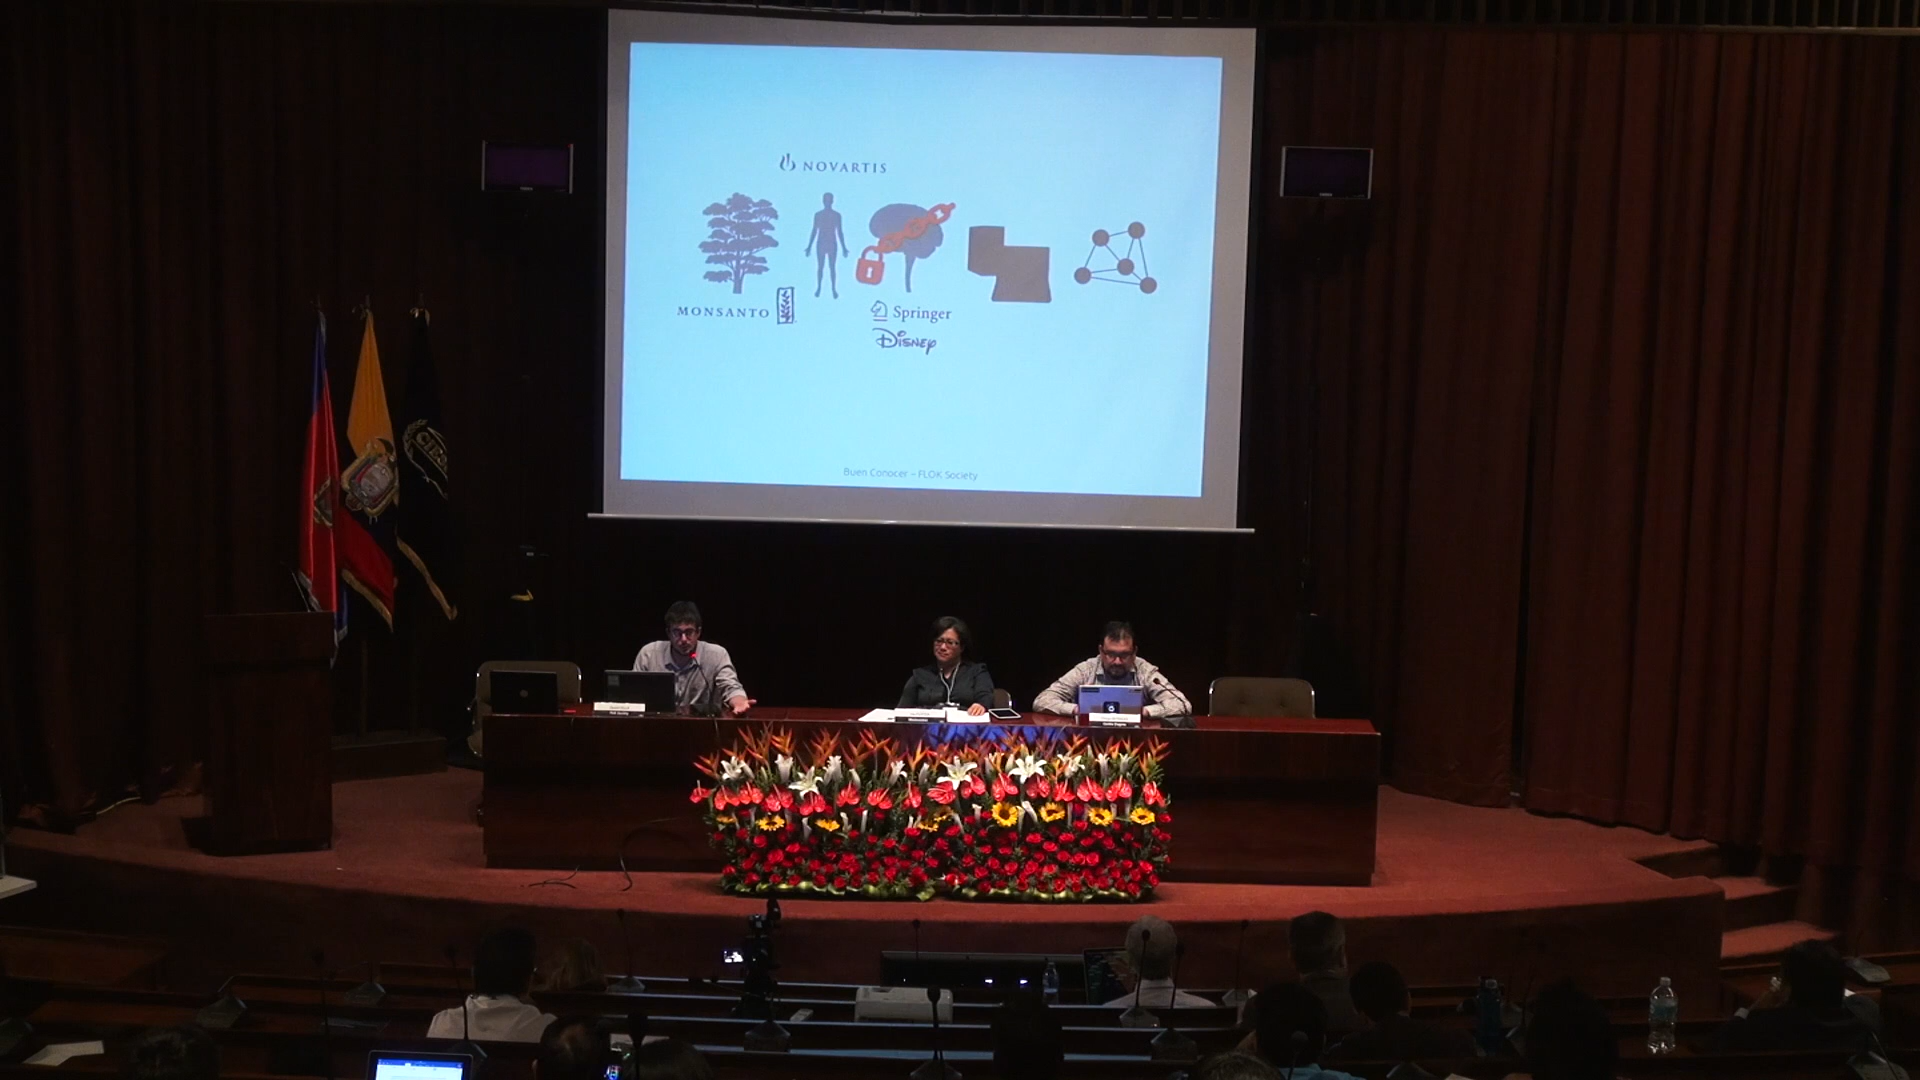 NOVARTIS
MONSANTO
Springer
Disney
Buen Conocer – FLOK Society